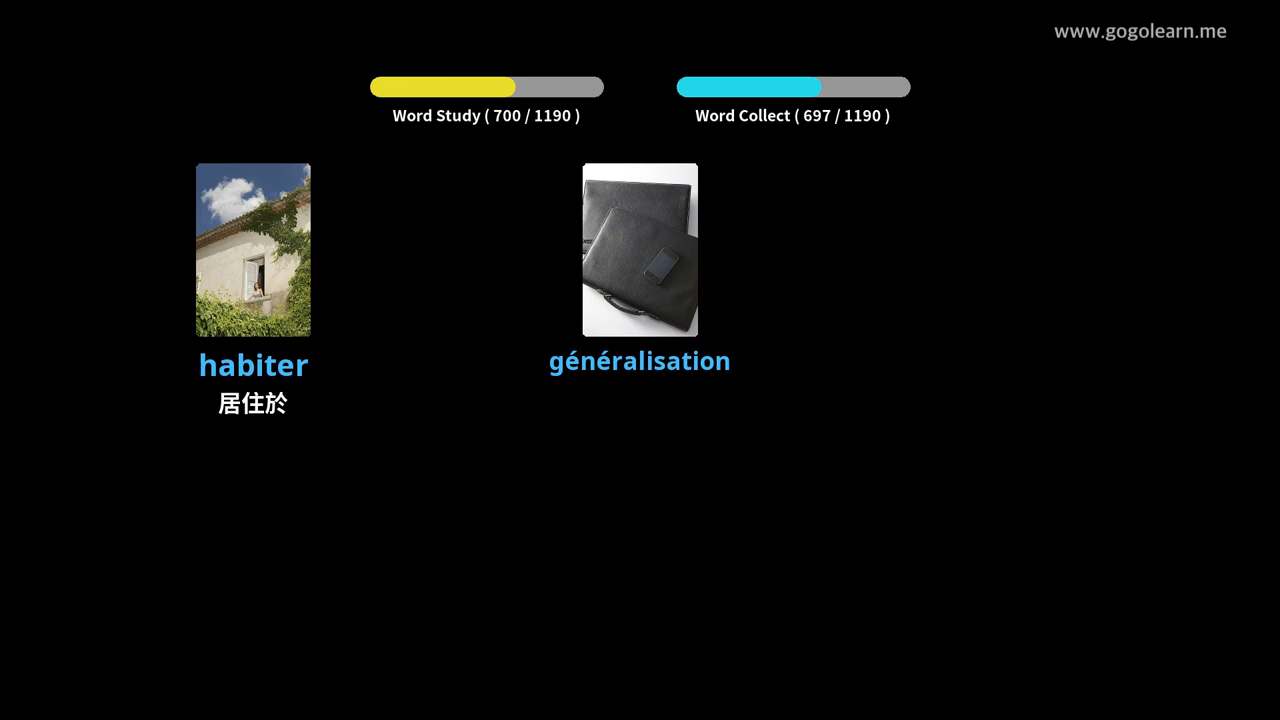 www.gogolearn.me
Word Study ( 700 / 1190 )
Word Collect ( 697 / 1190 )
habiter
居住於
généralisation